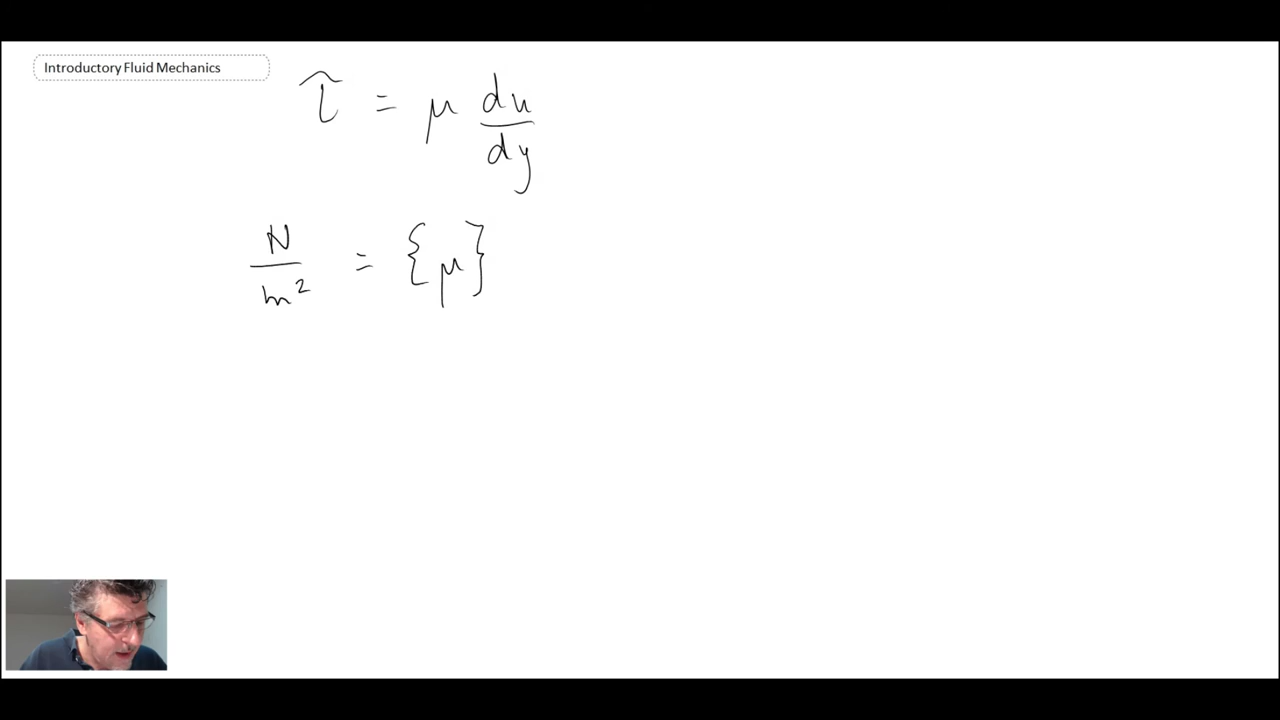 Introductory Fluid Mechanics
τ = μ du/dy
N/m² = {μ}